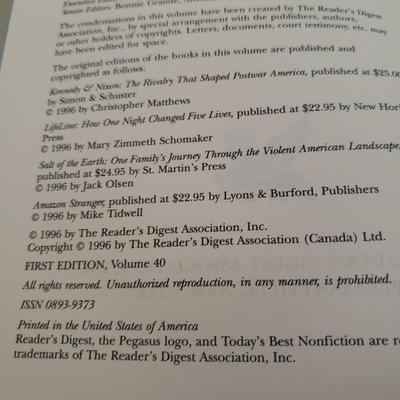 Senior Editors: Bonnie Grande,
The condensations in this volume have been created by The Reader's Digest
Association, Inc., by special arrangement with the publishers, authors,
or other holders of copyrights. Letters, documents, court testimony, etc. may
have been edited for space.
The original editions of the books in this volume are published and
copyrighted as follows:
Kennedy & Nixon: The Rivalry That Shaped Postwar America, published at $25.00
by Simon & Schuster
© 1996 by Christopher Matthews
LifeLine: How One Night Changed Five Lives, published at $22.95 by New Hori
Press
© 1996 by Mary Zimmeth Schomaker
Salt of the Earth: One Family's Journey Through the Violent American Landscape,
published at $24.95 by St. Martin's Press
© 1996 by Jack Olsen
Amazon Stranger, published at $22.95 by Lyons & Burford, Publishers
© 1996 by Mike Tidwell
© 1996 by The Reader's Digest Association, Inc.
Copyright © 1996 by The Reader's Digest Association (Canada) Ltd.
FIRST EDITION, Volume 40
All rights reserved. Unauthorized reproduction, in any manner, is prohibited.
ISSN 0893-9373
Printed in the United States of America
Reader's Digest, the Pegasus logo, and Today's Best Nonfiction are re
trademarks of The Reader's Digest Association, Inc.